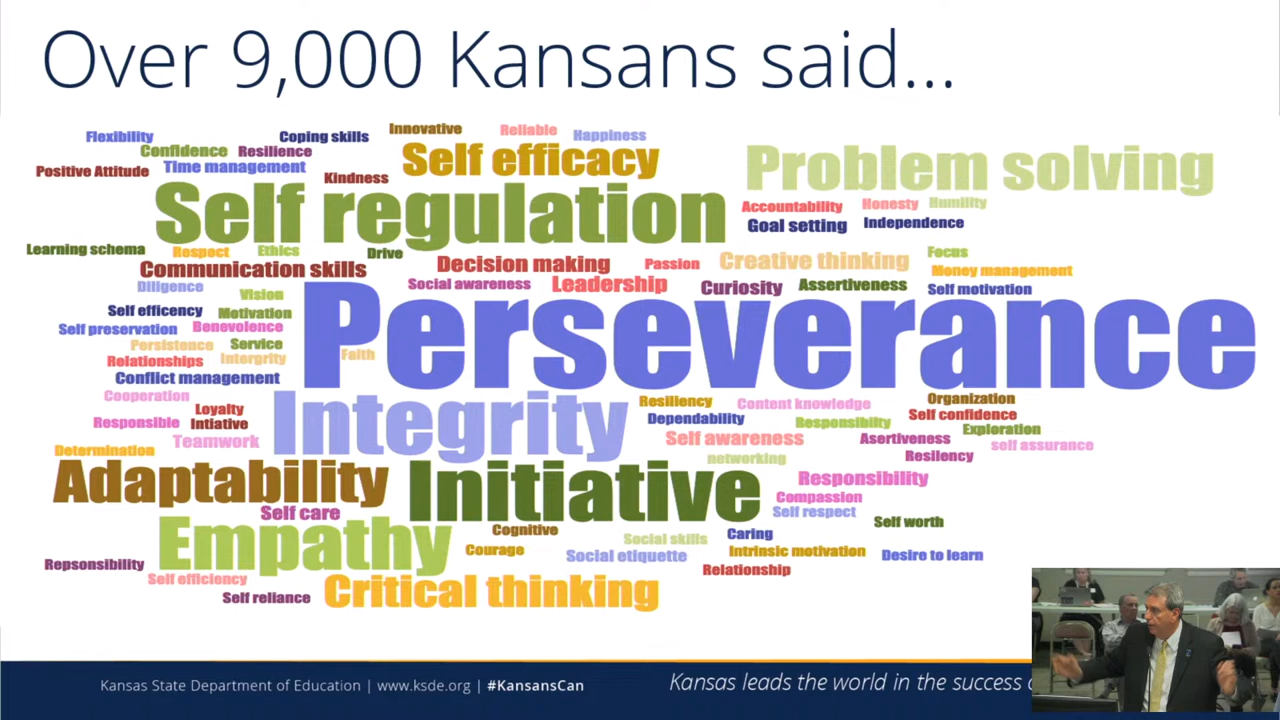 Over 9,000 Kansans said...
Flexibility
Coping skills
Innovative
Reliable
Happiness
Confidence
Resilience
Self efficacy
Problem solving
Positive Attitude
Time management
Kindness
Self regulation
Accountability
Honesty
Humility
Goal setting
Independence
Learning schema
Respect
Ethics
Drive
Focus
Communication skills
Decision making
Passion
Creative thinking
Money management
Diligence
Social awareness
Leadership
Curiosity
Assertiveness
Self motivation
Vision
Self efficency
Motivation
Perseverance
Self preservation
Benevolence
Persistence
Service
Relationships
Intergrity
Faith
Conflict management
Cooperation
Integrity
Resiliency
Content knowledge
Organization
Responsible
Loyalty
Intiative
Dependability
Responsibilty
Self confidence
Exploration
Teamwork
Self awareness
Asertiveness
self assurance
Determination
networking
Resilency
Adaptability
Initiative
Responsibility
Compassion
Self care
Self respect
Self worth
Empathy
Cognitive
Social skills
Caring
Courage
Social etiquette
Intrinsic motivation
Desire to learn
Repsonsibility
Relationship
Self efficiency
Critical thinking
Self reliance
Kansas State Department of Education | www.ksde.org | #KansansCan
Kansas leads the world in the success